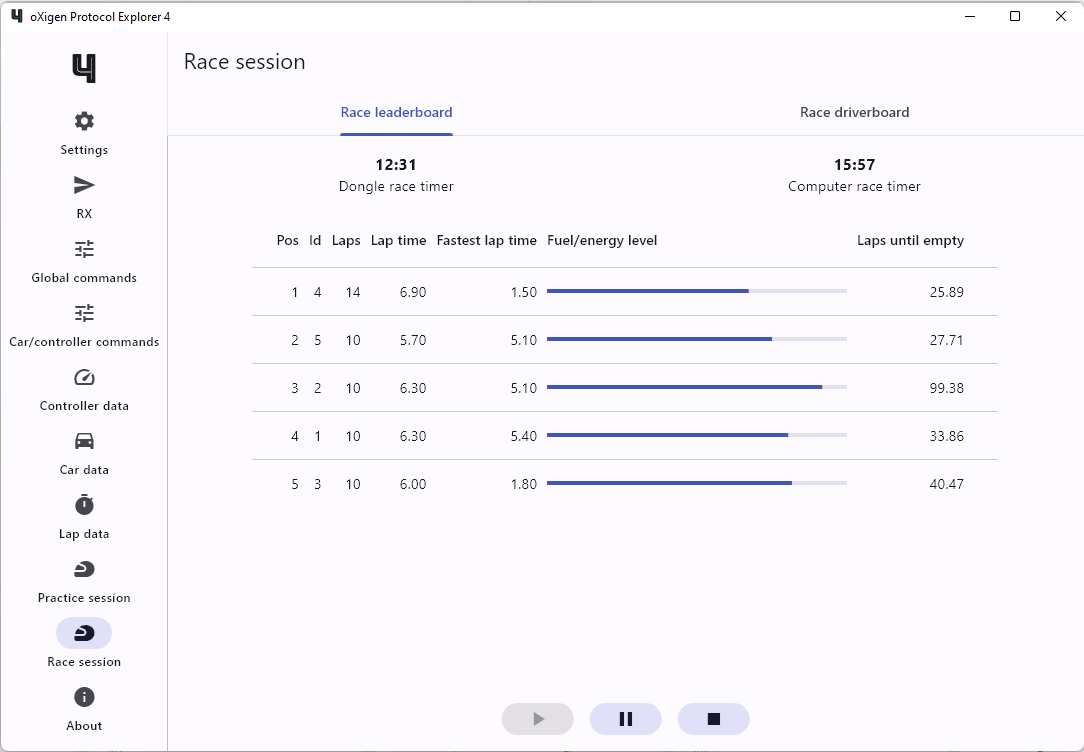 oXigen Protocol Explorer 4
Settings
RX
Global commands
Car/controller commands
Controller data
Car data
Lap data
Practice session
Race session
About
Race session
Race leaderboard Race driverboard
12:31 15:57
Dongle race timer Computer race timer
Pos Id Laps Lap time Fastest lap time Fuel/energy level Laps until empty
1 4 14 6.90 1.50 25.89
2 5 10 5.70 5.10 27.71
3 2 10 6.30 5.10 99.38
4 1 10 6.30 5.40 33.86
5 3 10 6.00 1.80 40.47